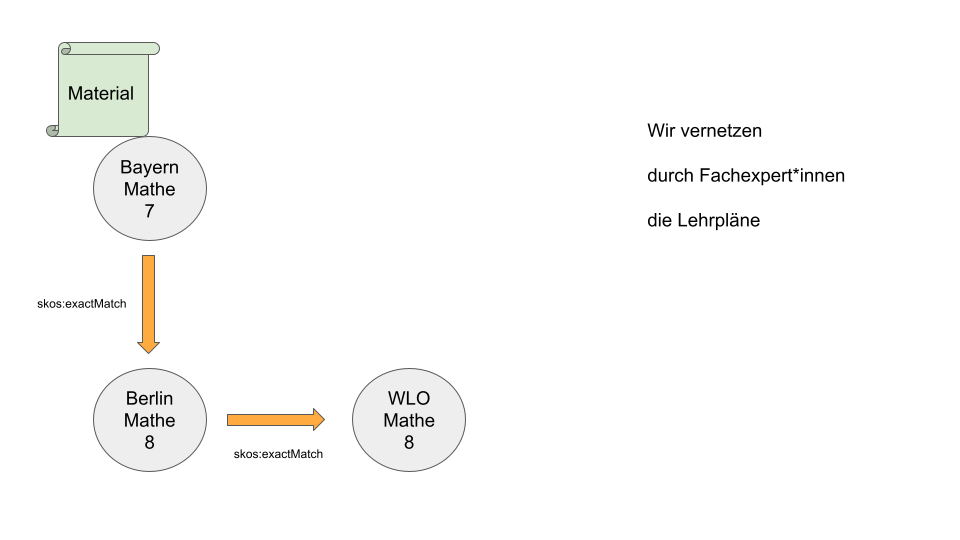 Material
Bayern
Mathe
7
skos:exactMatch
Berlin
Mathe
8
skos:exactMatch
WLO
Mathe
8
Wir vernetzen
durch Fachexpert*innen
die Lehrpläne